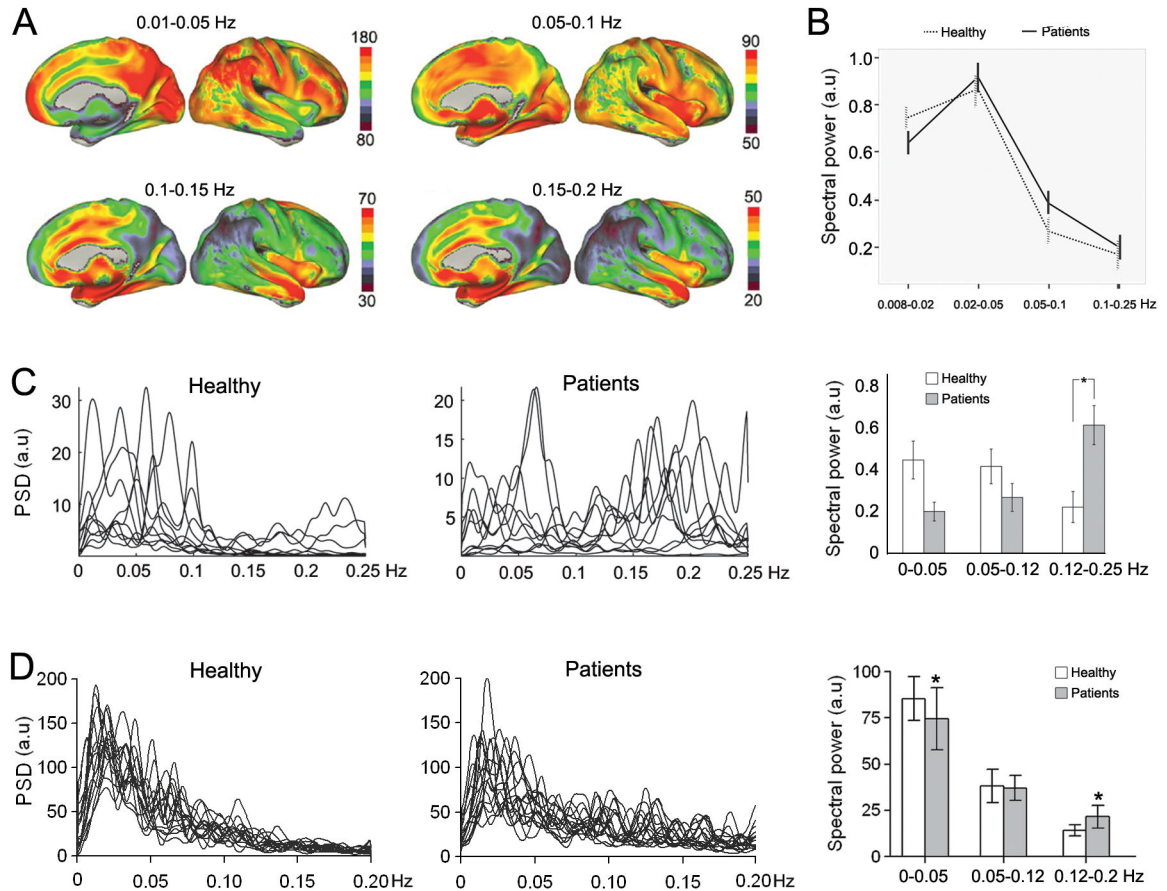 A
0.01-0.05 Hz
180
80
0.05-0.1 Hz
90
50
0.1-0.15 Hz
70
30
0.15-0.2 Hz
50
20
B
Healthy
Patients
Spectral power (a.u)
1.0
0.8
0.6
0.4
0.2
0.008-0.02
0.02-0.05
0.05-0.1
0.1-0.25 Hz
C
Healthy
PSD (a.u)
30
20
10
0 0.05 0.1 0.15 0.2 0.25 Hz
Patients
20
15
10
5
0 0.05 0.1 0.15 0.2 0.25 Hz
Spectral power (a.u)
0.8
0.6
0.4
0.2
0
Healthy
Patients
*
0-0.05 0.05-0.12 0.12-0.25 Hz
D
Healthy
PSD (a.u)
200
150
100
50
0
0 0.05 0.10 0.15 0.20 Hz
Patients
200
150
100
50
0
0 0.05 0.10 0.15 0.20 Hz
Spectral power (a.u)
100
75
50
25
0
Healthy
Patients
*
*
0-0.05 0.05-0.12 0.12-0.2 Hz